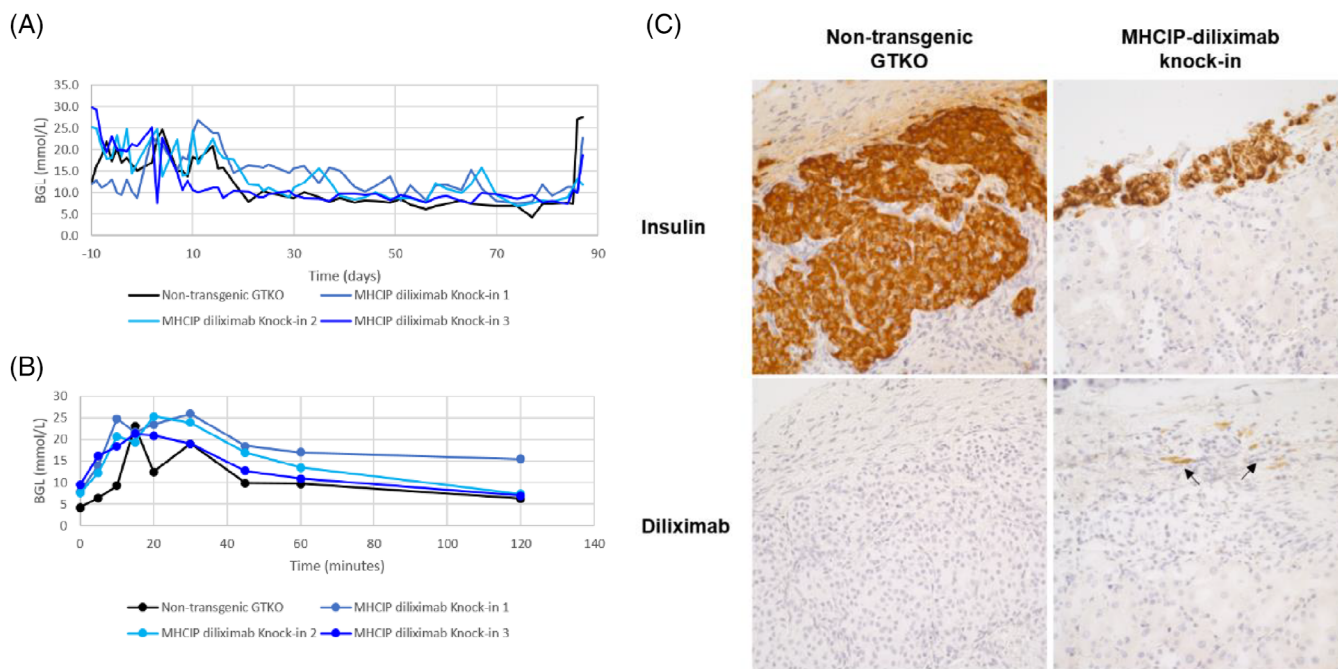 (A)
35.0
30.0
25.0
20.0
15.0
10.0
5.0
0.0
BGL (mmol/L)
-10
10
30
50
70
90
Time (days)
Non-transgenic GTKO
MHCIP diliximab Knock-in 1
MHCIP diliximab Knock-in 2
MHCIP diliximab Knock-in 3
(B)
30
25
20
15
10
5
0
BGL (mmol/L)
0
20
40
60
80
100
120
140
Time (minutes)
Non-transgenic GTKO
MHCIP diliximab Knock-in 1
MHCIP diliximab Knock-in 2
MHCIP diliximab Knock-in 3
(C)
Non-transgenic
GTKO
MHCIP-diliximab
knock-in
Insulin
Diliximab